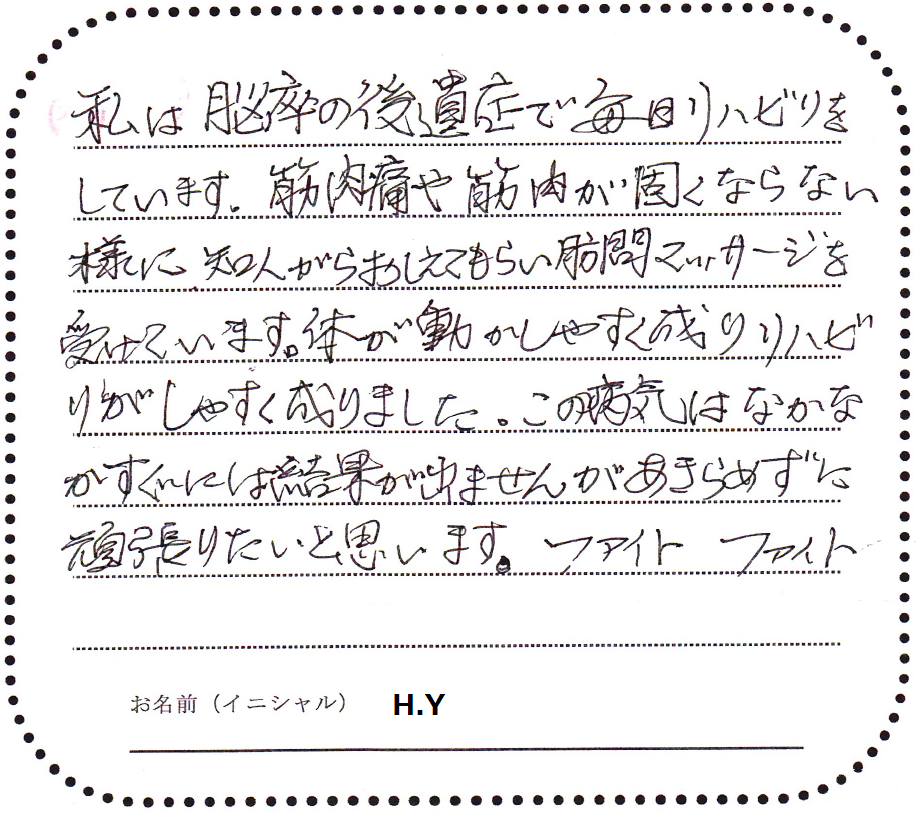 私は脳卒の後遺症で毎日リハビリを
しています。筋肉痛や筋肉が固くならない
様に知人がらおしえてもらい肪問マッサージを
受けています。体が動かしやすく成りリハビ
リがしやすく成りました。この病気はなかな
かすぐには結果が出ませんがあきらめずに
頑張りたいと思います。ファイト ファイト
お名前（イニシャル） H.Y